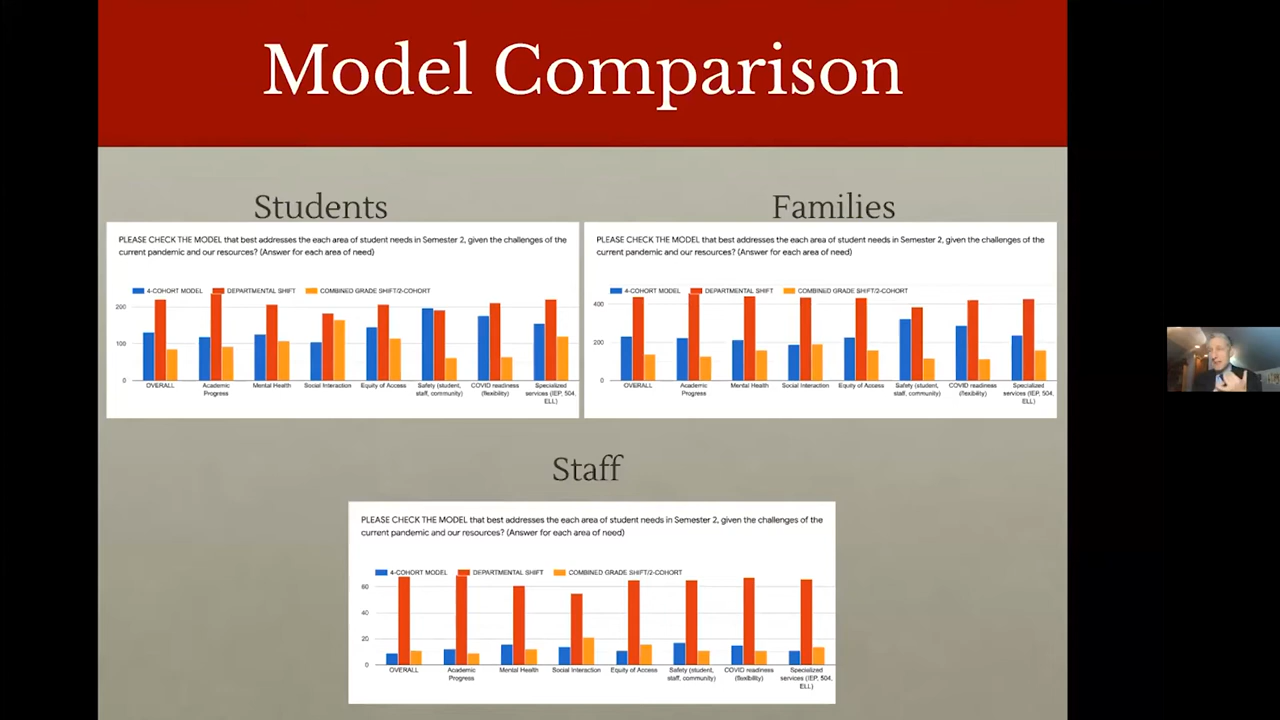 Model Comparison
Students
PLEASE CHECK THE MODEL that best addresses the each area of student needs in Semester 2, given the challenges of the
current pandemic and our resources? (Answer for each area of need)
4-COHORT MODEL DEPARTMENTAL SHIFT COMBINED GRADE SHIFT/2-COHORT
200
100
0
OVERALL Academic Progress Mental Health Social Interaction Equity of Access Safety (student, staff, community) COVID readiness (flexibility) Specialized services (IEP, 504, ELL)
Families
PLEASE CHECK THE MODEL that best addresses the each area of student needs in Semester 2, given the challenges of the
current pandemic and our resources? (Answer for each area of need)
4-COHORT MODEL DEPARTMENTAL SHIFT COMBINED GRADE SHIFT/2-COHORT
400
200
0
OVERALL Academic Progress Mental Health Social Interaction Equity of Access Safety (student, staff, community) COVID readiness (flexibility) Specialized services (IEP, 504, ELL)
Staff
PLEASE CHECK THE MODEL that best addresses the each area of student needs in Semester 2, given the challenges of the
current pandemic and our resources? (Answer for each area of need)
4-COHORT MODEL DEPARTMENTAL SHIFT COMBINED GRADE SHIFT/2-COHORT
60
40
20
0
OVERALL Academic Progress Mental Health Social Interaction Equity of Access Safety (student, staff, community) COVID readiness (flexibility) Specialized services (IEP, 504, ELL)